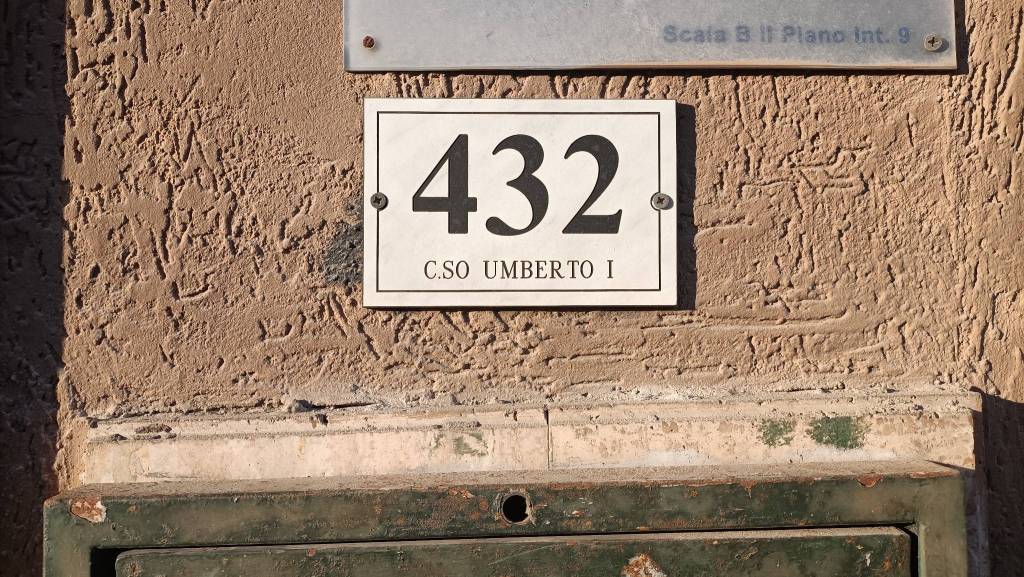 Scala B II Piano Int. 9
432
C.SO UMBERTO I